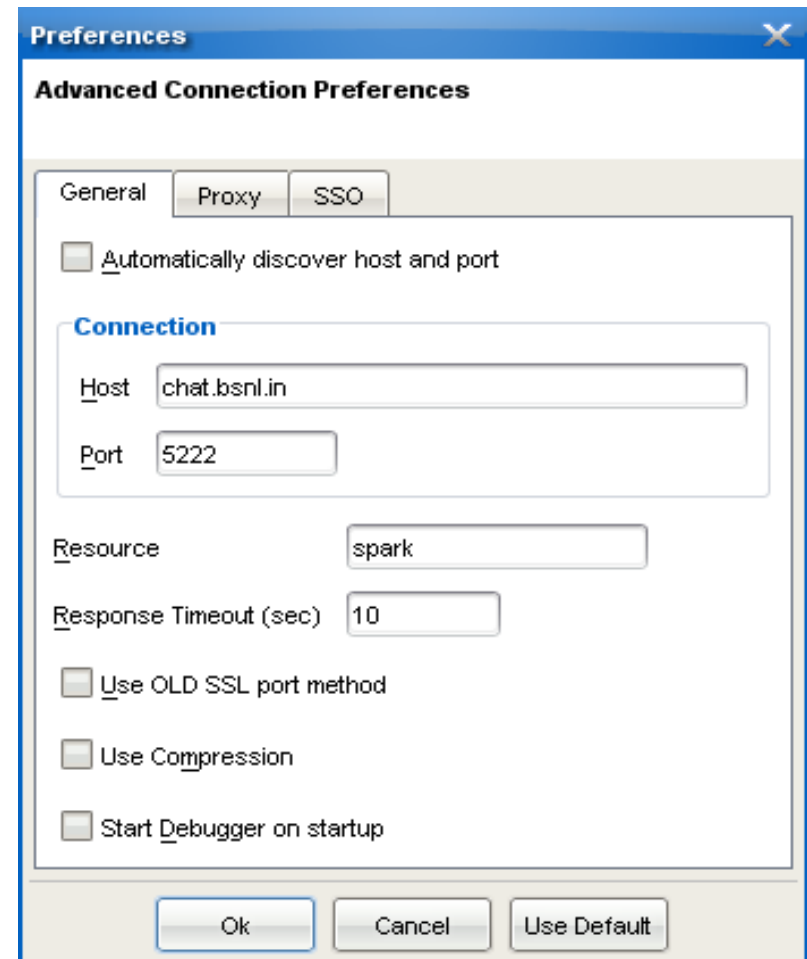 Preferences
Advanced Connection Preferences
General Proxy SSO
Automatically discover host and port
Connection
Host chat.bsnl.in
Port 5222
Resource spark
Response Timeout (sec) 10
Use OLD SSL port method
Use Compression
Start Debugger on startup
Ok Cancel Use Default